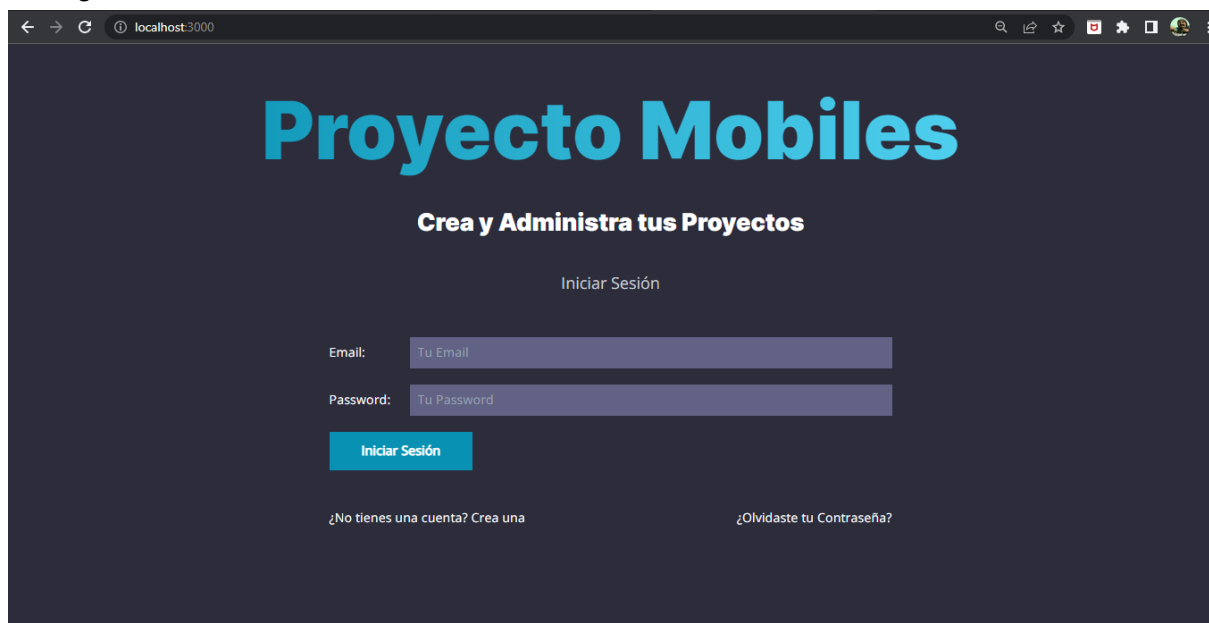 localhost:3000
Proyecto Mobiles
Crea y Administra tus Proyectos
Iniciar Sesión
Email: Tu Email
Password: Tu Password
Iniciar Sesión
¿No tienes una cuenta? Crea una ¿Olvidaste tu Contraseña?